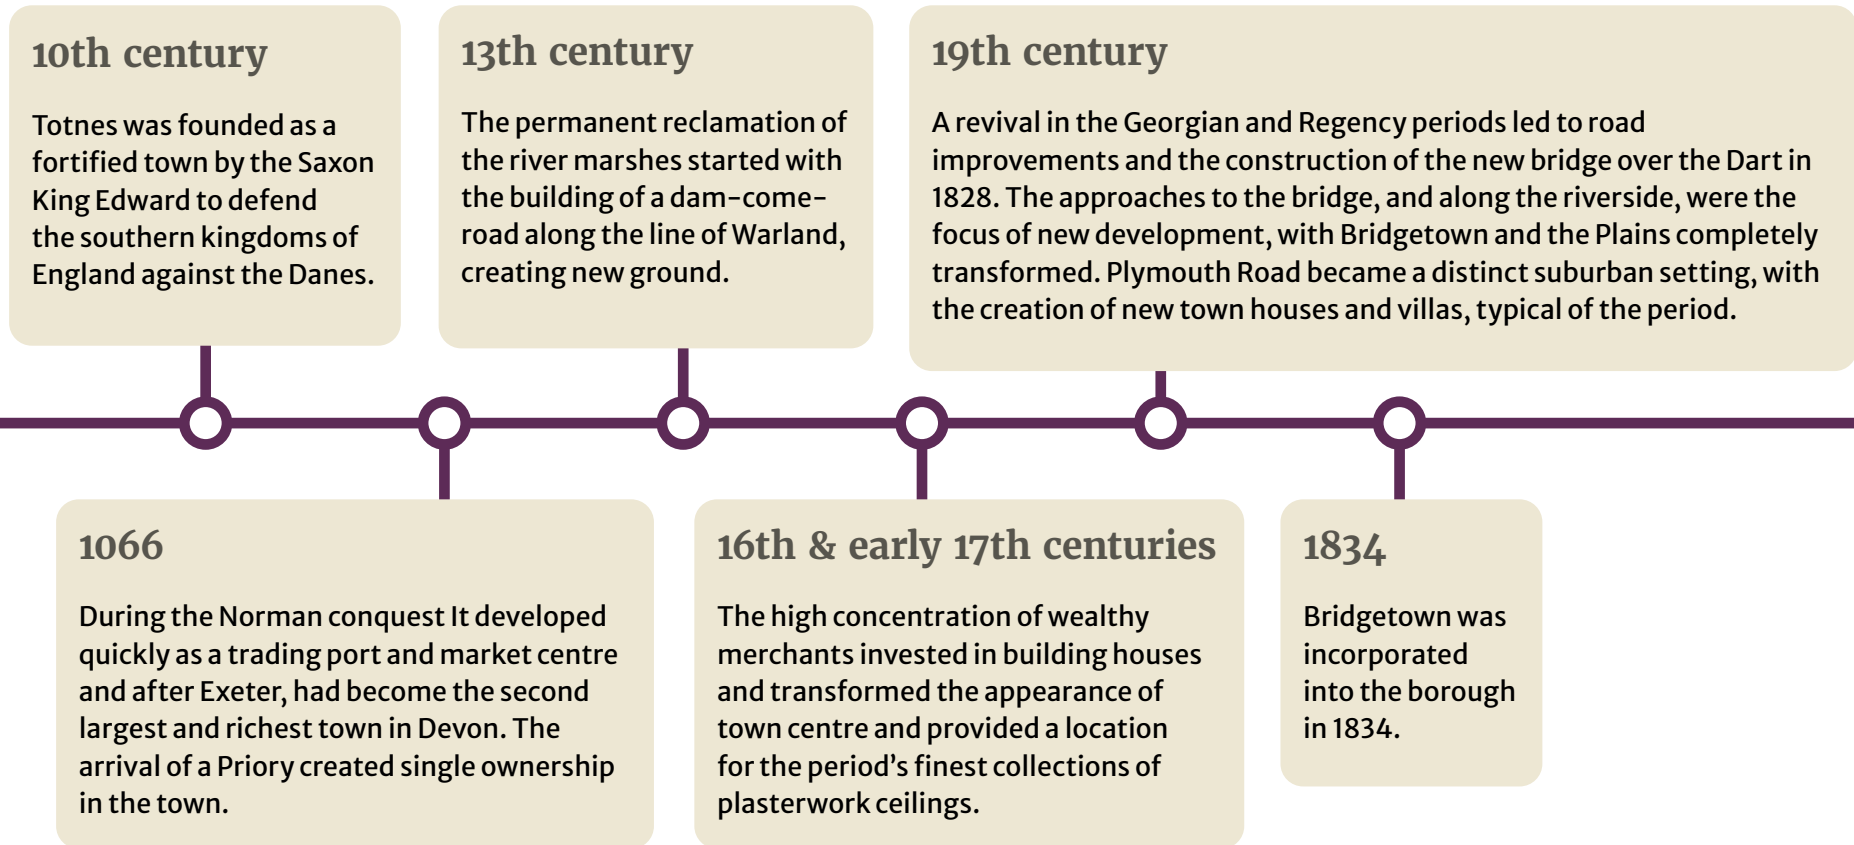 10th century
Totnes was founded as a
fortified town by the Saxon
King Edward to defend
the southern kingdoms of
England against the Danes.
1066
During the Norman conquest It developed
quickly as a trading port and market centre
and after Exeter, had become the second
largest and richest town in Devon. The
arrival of a Priory created single ownership
in the town.
13th century
The permanent reclamation of
the river marshes started with
the building of a dam-come-
road along the line of Warland,
creating new ground.
16th & early 17th centuries
The high concentration of wealthy
merchants invested in building houses
and transformed the appearance of
town centre and provided a location
for the period’s finest collections of
plasterwork ceilings.
19th century
A revival in the Georgian and Regency periods led to road
improvements and the construction of the new bridge over the Dart in
1828. The approaches to the bridge, and along the riverside, were the
focus of new development, with Bridgetown and the Plains completely
transformed. Plymouth Road became a distinct suburban setting, with
the creation of new town houses and villas, typical of the period.
1834
Bridgetown was
incorporated
into the borough
in 1834.